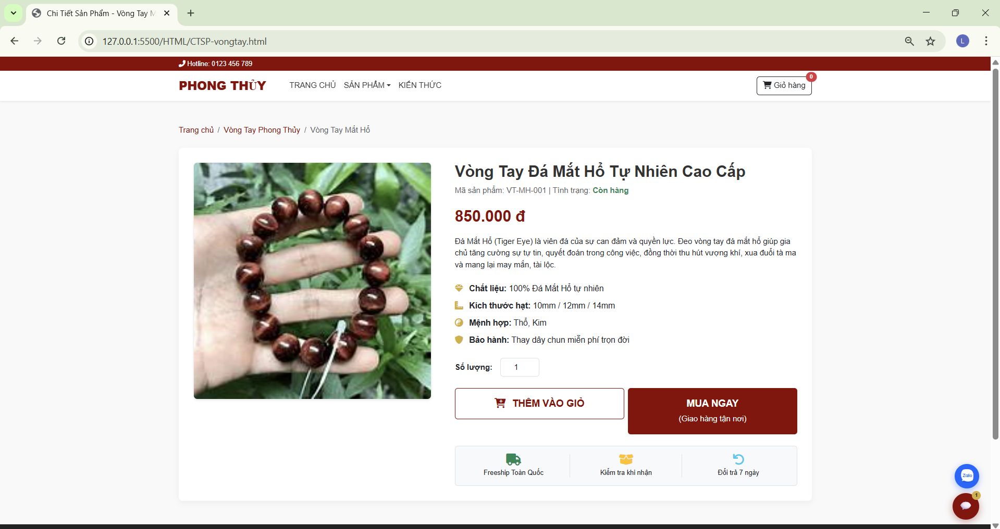 Chi Tiết Sản Phẩm - Vòng Tay M
127.0.0.1:5500/HTML/CTSP-vongtay.html
L
Hotline: 0123 456 789
PHONG THỦY
TRANG CHỦ SẢN PHẨM KIẾN THỨC
Giỏ hàng
0
Trang chủ / Vòng Tay Phong Thủy / Vòng Tay Mắt Hổ
Vòng Tay Đá Mắt Hổ Tự Nhiên Cao Cấp
Mã sản phẩm: VT-MH-001 | Tình trạng: Còn hàng
850.000 đ
Đá Mắt Hổ (Tiger Eye) là viên đá của sự can đảm và quyền lực. Đeo vòng tay đá mắt hổ giúp gia
chủ tăng cường sự tự tin, quyết đoán trong công việc, đồng thời thu hút vượng khí, xua đuổi tà ma
và mang lại may mắn, tài lộc.
Chất liệu: 100% Đá Mắt Hổ tự nhiên
Kích thước hạt: 10mm / 12mm / 14mm
Mệnh hợp: Thổ, Kim
Bảo hành: Thay dây chun miễn phí trọn đời
Số lượng: 1
THÊM VÀO GIỎ
MUA NGAY
(Giao hàng tận nơi)
Freeship Toàn Quốc
Kiểm tra khi nhận
Đổi trả 7 ngày
Zalo
1